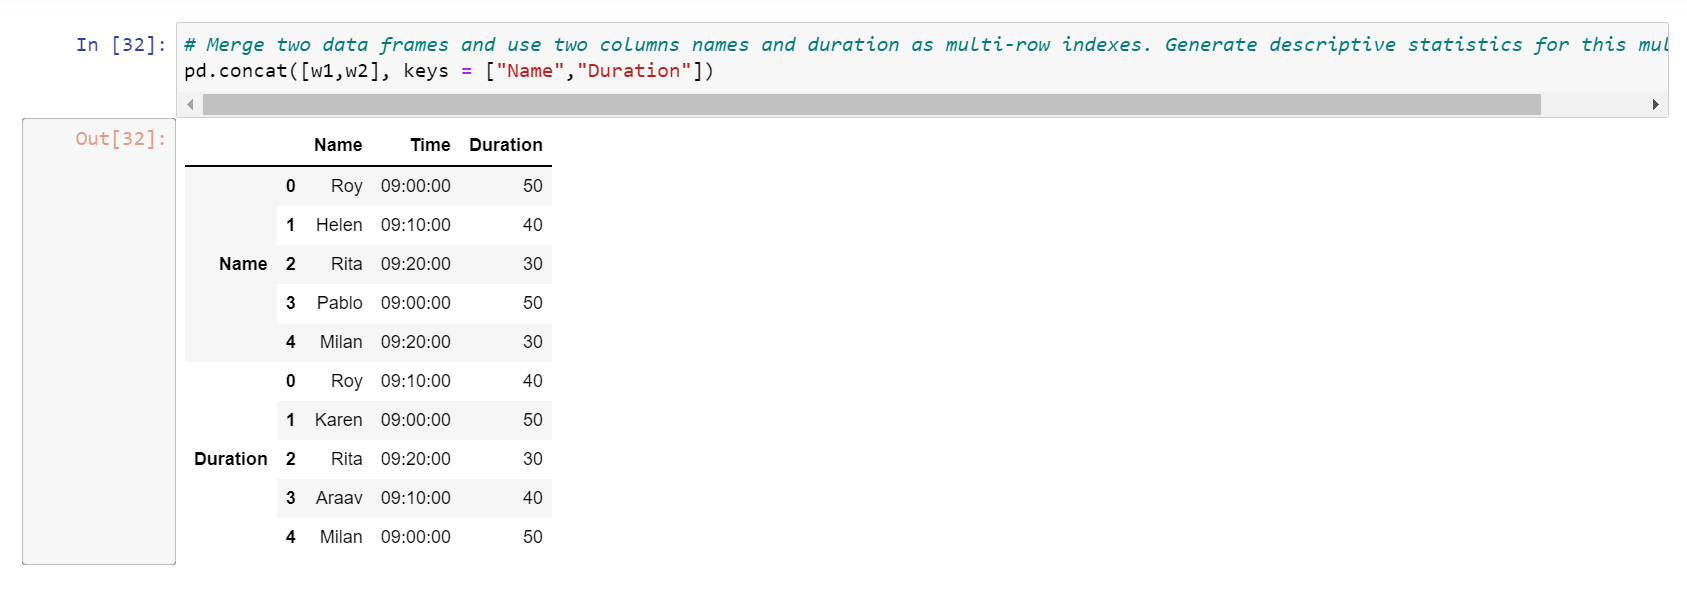 In [32]: # Merge two data frames and use two columns names and duration as multi-row indexes. Generate descriptive statistics for this mul
pd.concat([w1,w2], keys = ["Name","Duration"])
Out[32]:
Name Time Duration
0 Roy 09:00:00 50
1 Helen 09:10:00 40
Name 2 Rita 09:20:00 30
3 Pablo 09:00:00 50
4 Milan 09:20:00 30
0 Roy 09:10:00 40
1 Karen 09:00:00 50
Duration 2 Rita 09:20:00 30
3 Araav 09:10:00 40
4 Milan 09:00:00 50